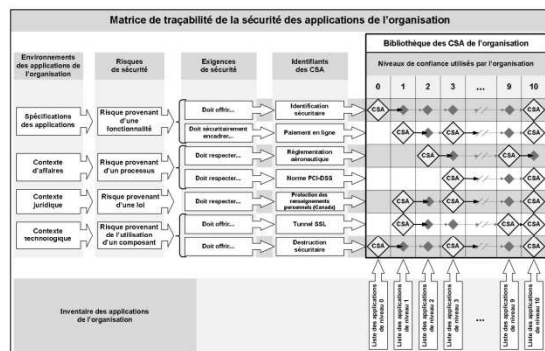 Matrice de traçabilité de la sécurité des applications de l'organisation
Bibliothèque des CSA de l'organisation
Environnements
des applications de
l'organisation
Risques
de sécurité
Exigences
de sécurité
Identifiants
des CSA
Niveaux de confiance utilisés par l'organisation
0 1 2 3 ... 9 10
Spécifications
des applications
Risque provenant
d'une
fonctionnalité
Doit offrir...
Identification
sécuritaire
CSA CSA CSA
Doit sécuritairement
encadrer...
Paiement en ligne
CSA CSA CSA
Contexte
d'affaires
Risque provenant
d'un processus
Doit respecter...
Réglementation
aéronautique
CSA CSA
Doit respecter...
Norme PCI-DSS
CSA CSA
Contexte
juridique
Risque provenant
d'une loi
Doit respecter...
Protection des
renseignements
personnels (Canada)
CSA CSA CSA
Contexte
technologique
Risque provenant
de l'utilisation
d'un composant
Doit offrir...
Tunnel SSL
CSA CSA CSA
Doit offrir...
Destruction
sécuritaire
CSA CSA CSA
Inventaire des applications
de l'organisation
Liste des applications
de niveau 0
Liste des applications
de niveau 1
Liste des applications
de niveau 2
Liste des applications
de niveau 3
...
Liste des applications
de niveau 9
Liste des applications
de niveau 10